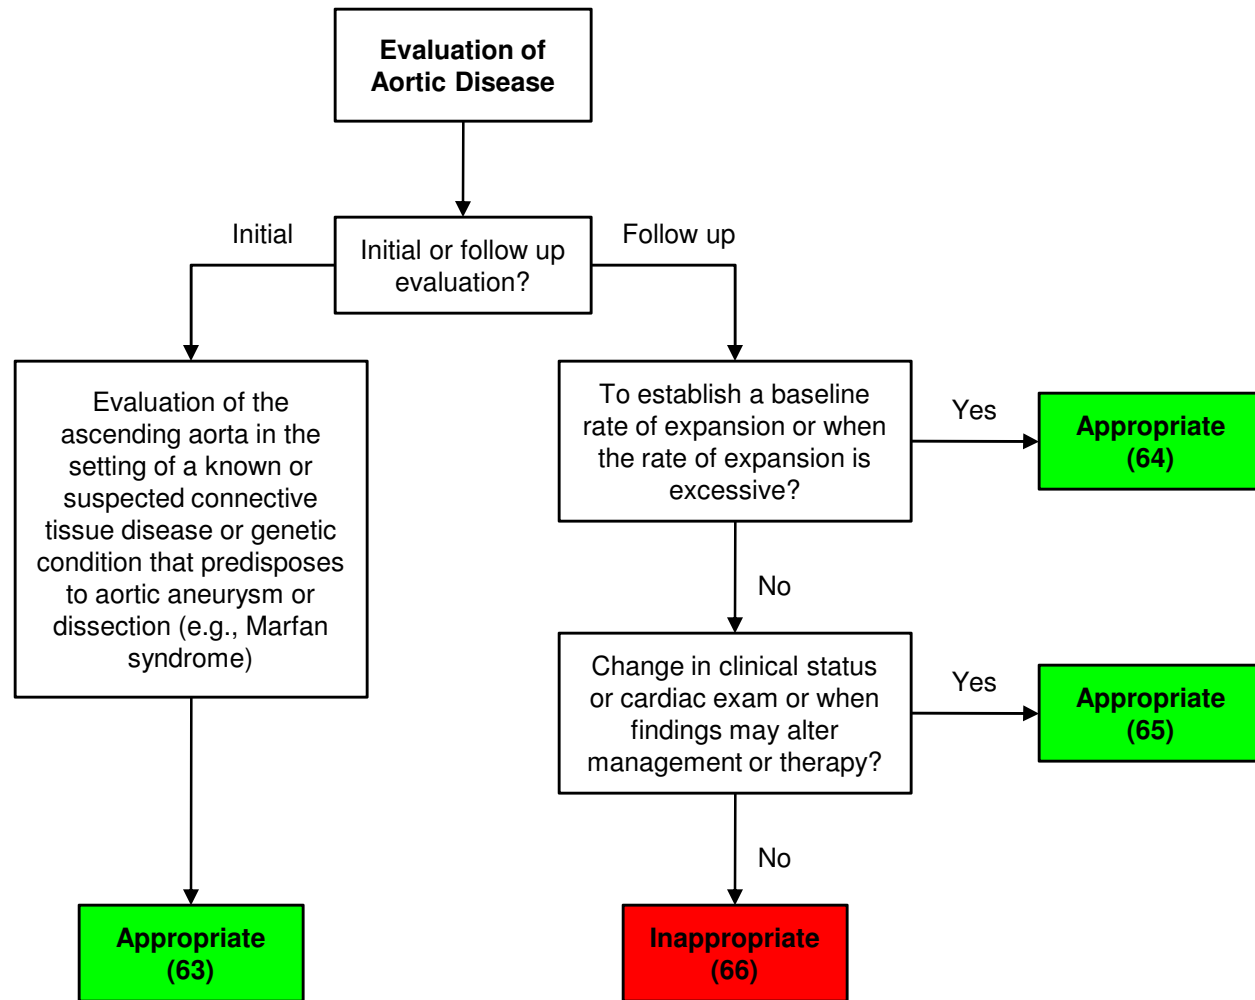 Evaluation of
Aortic Disease
Initial
Follow up
Initial or follow up
evaluation?
Evaluation of the
ascending aorta in the
setting of a known or
suspected connective
tissue disease or genetic
condition that predisposes
to aortic aneurysm or
dissection (e.g., Marfan
syndrome)
To establish a baseline
rate of expansion or when
the rate of expansion is
excessive?
Yes
Appropriate
(64)
No
Change in clinical status
or cardiac exam or when
findings may alter
management or therapy?
Yes
Appropriate
(65)
No
Appropriate
(63)
Inappropriate
(66)